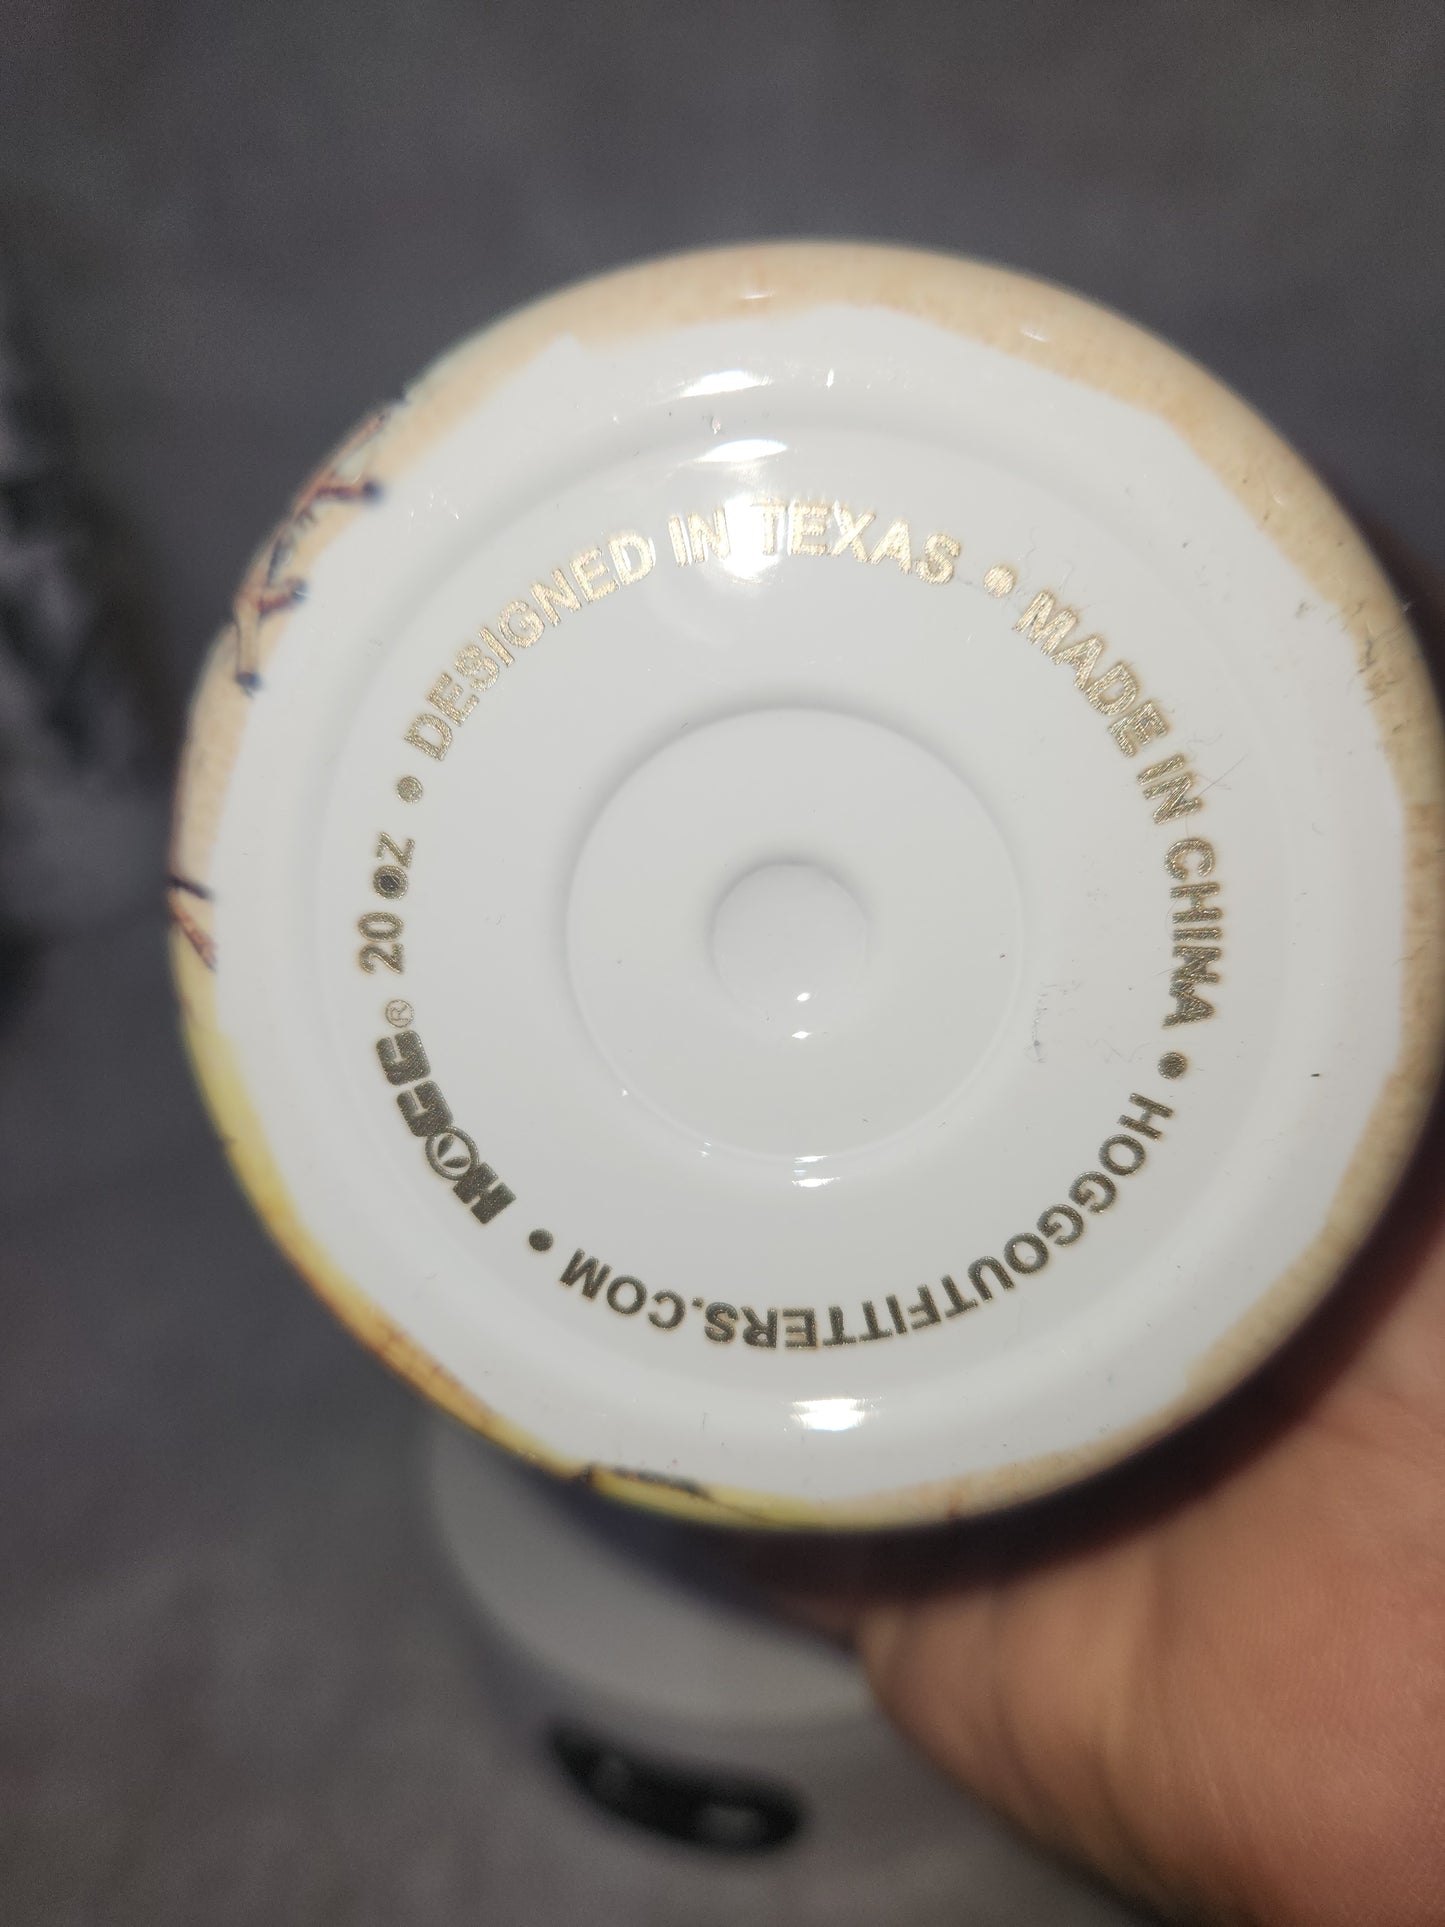 HOGG® 20 oz • DESIGNED IN TEXAS • MADE IN CHINA • HOGGOUTFITTERS.COM •